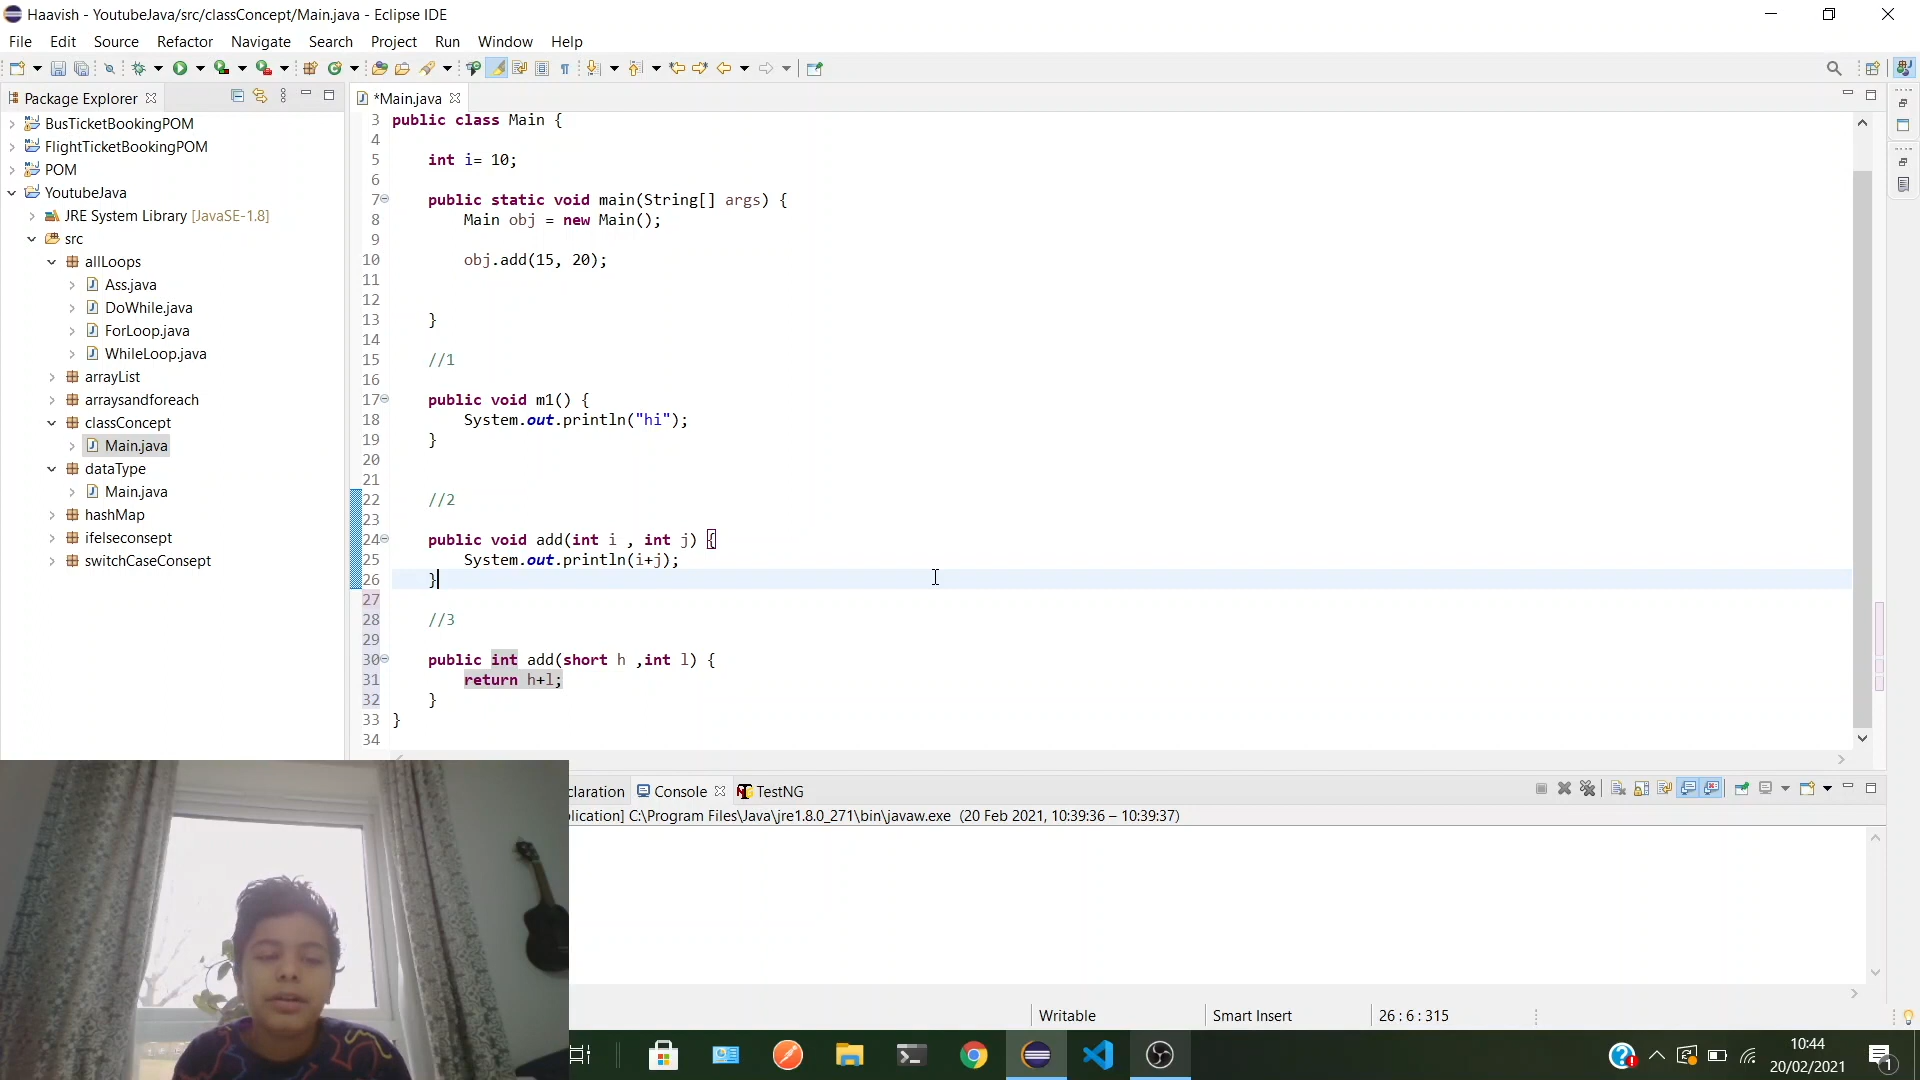 Haavish - YoutubeJava/src/classConcept/Main.java - Eclipse IDE
File Edit Source Refactor Navigate Search Project Run Window Help
Package Explorer
BusTicketBookingPOM
FlightTicketBookingPOM
POM
YoutubeJava
JRE System Library [JavaSE-1.8]
src
allLoops
Ass.java
DoWhile.java
ForLoop.java
WhileLoop.java
arrayList
arraysandforeach
classConcept
Main.java
dataType
Main.java
hashMap
ifelseconsept
switchCaseConsept
*Main.java
3 public class Main {
4
5 int i= 10;
6
7 public static void main(String[] args) {
8 Main obj = new Main();
9
10 obj.add(15, 20);
11
12
13 }
14
15 //1
16
17 public void m1() {
18 System.out.println("hi");
19 }
20
21
22 //2
23
24 public void add(int i , int j) {
25 System.out.println(i+j);
26 }
27
28 //3
29
30 public int add(short h ,int l) {
31 return h+l;
32 }
33 }
34
claration Console TestNG
lication] C:\Program Files\Java\jre1.8.0_271\bin\javaw.exe (20 Feb 2021, 10:39:36 – 10:39:37)
Writable Smart Insert 26 : 6 : 315
10:44
20/02/2021
1